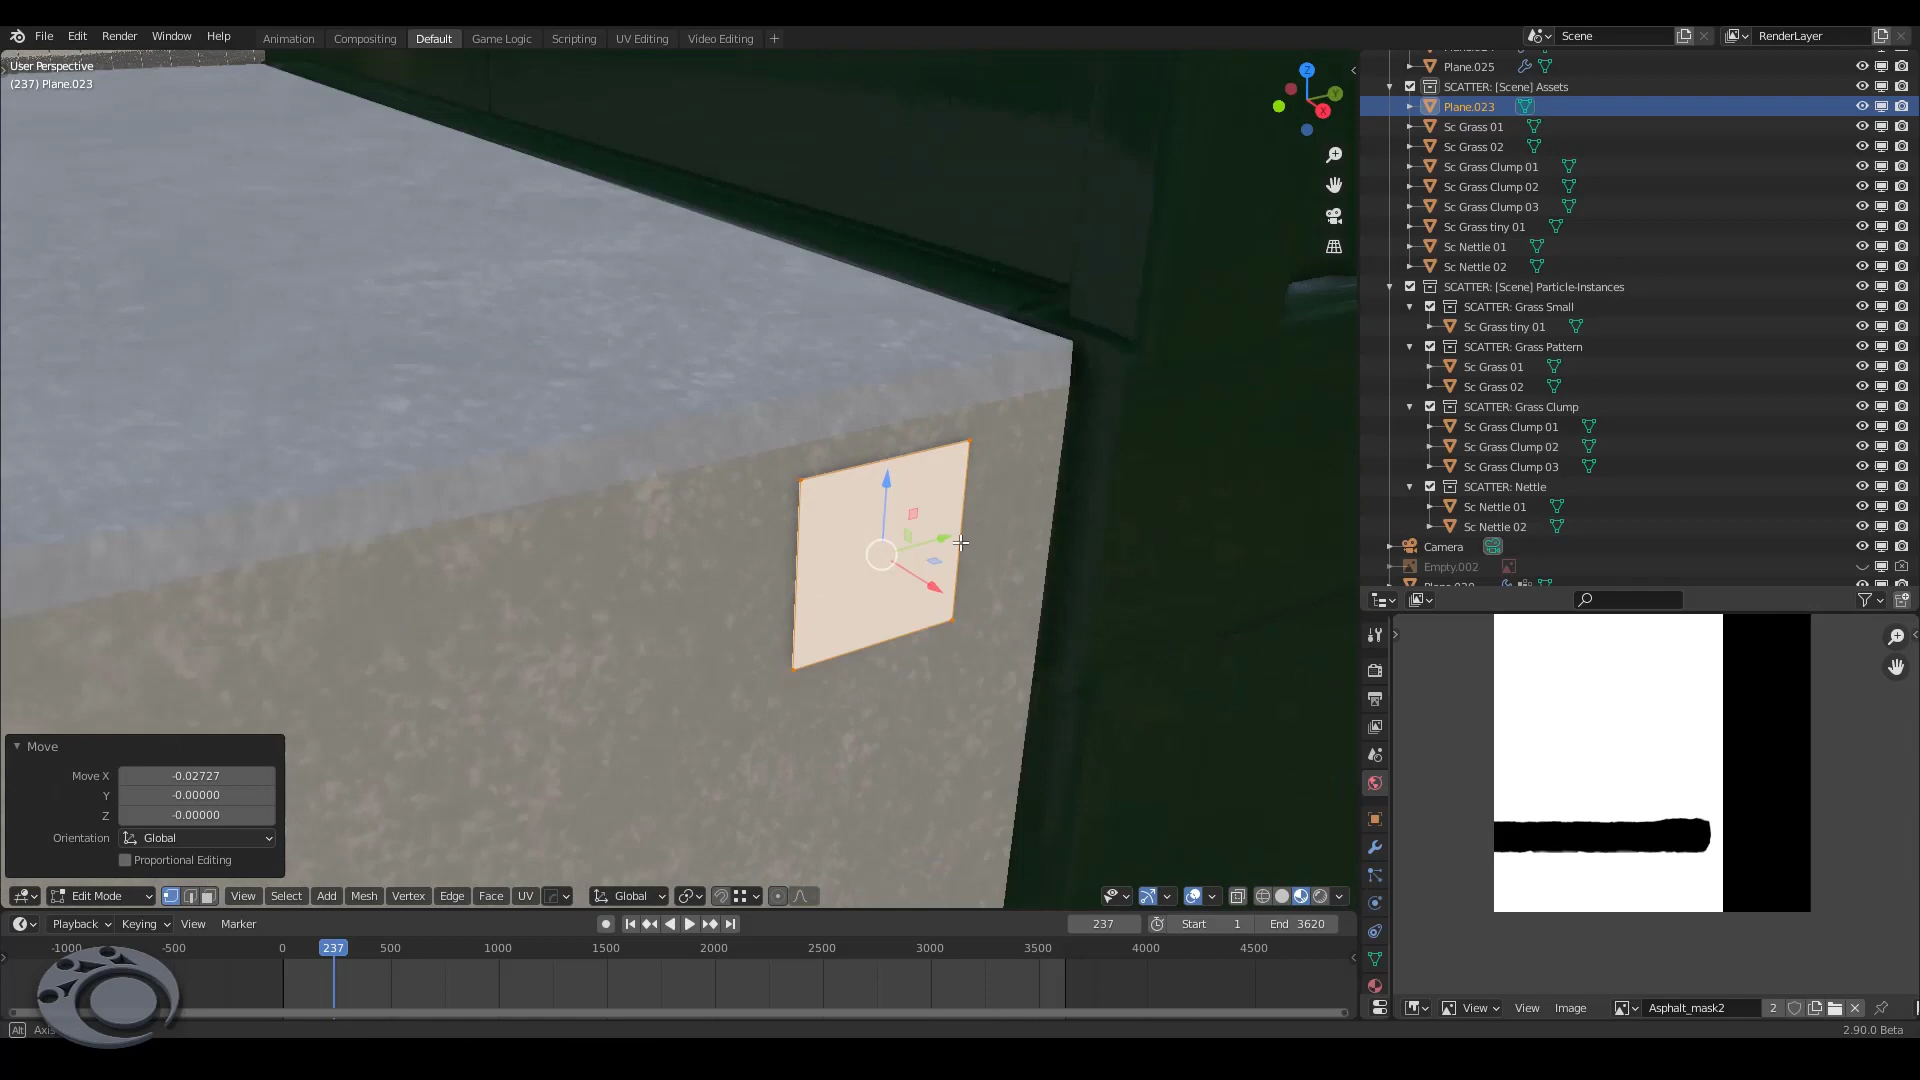 File Edit Render Window Help
Animation Compositing Default Game Logic Scripting UV Editing Video Editing
Scene
RenderLayer
User Perspective
(237) Plane.023
Z
Y
X
Plane.025
SCATTER: [Scene] Assets
Plane.023
Sc Grass 01
Sc Grass 02
Sc Grass Clump 01
Sc Grass Clump 02
Sc Grass Clump 03
Sc Grass tiny 01
Sc Nettle 01
Sc Nettle 02
SCATTER: [Scene] Particle-Instances
SCATTER: Grass Small
Sc Grass tiny 01
SCATTER: Grass Pattern
Sc Grass 01
Sc Grass 02
SCATTER: Grass Clump
Sc Grass Clump 01
Sc Grass Clump 02
Sc Grass Clump 03
SCATTER: Nettle
Sc Nettle 01
Sc Nettle 02
Camera
Empty.002
Move
Move X -0.02727
Y -0.00000
Z -0.00000
Orientation Global
Proportional Editing
Edit Mode View Select Add Mesh Vertex Edge Face UV Global
Playback Keying View Marker
237 Start 1 End 3620
-1000 -500 0 237 500 1000 1500 2000 2500 3000 3500 4000 4500
View View Image Asphalt_mask2 2
Alt
2.90.0 Beta